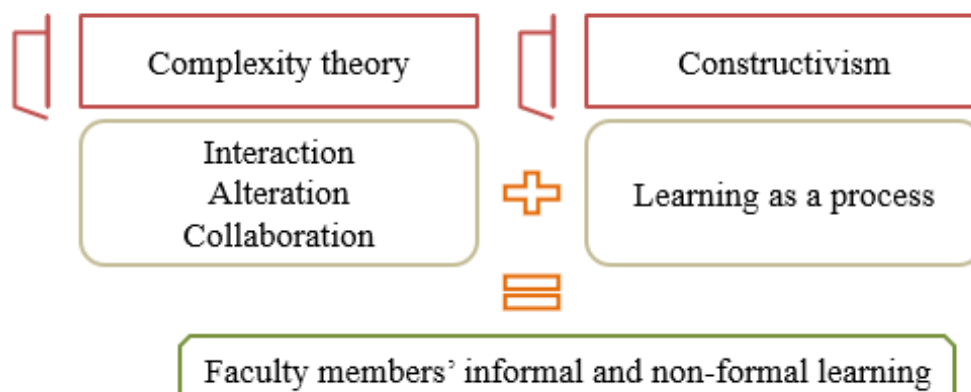 Complexity theory
Constructivism
Interaction
Alteration
Collaboration
Learning as a process
Faculty members’ informal and non-formal learning